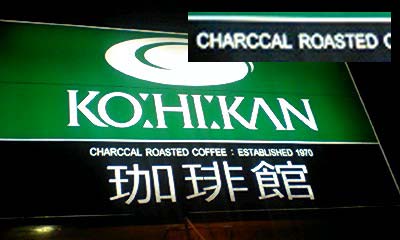 CHARCCAL ROASTED C
KO:HI:KAN
CHARCCAL ROASTED COFFEE : ESTABLISHED 1970
珈琲館